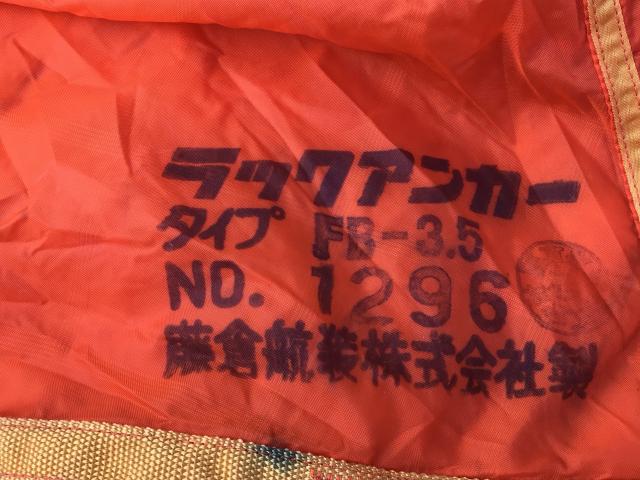 ラックアンカー
タイプ FB-3.5
NO. 1296
藤倉航装株式会社製